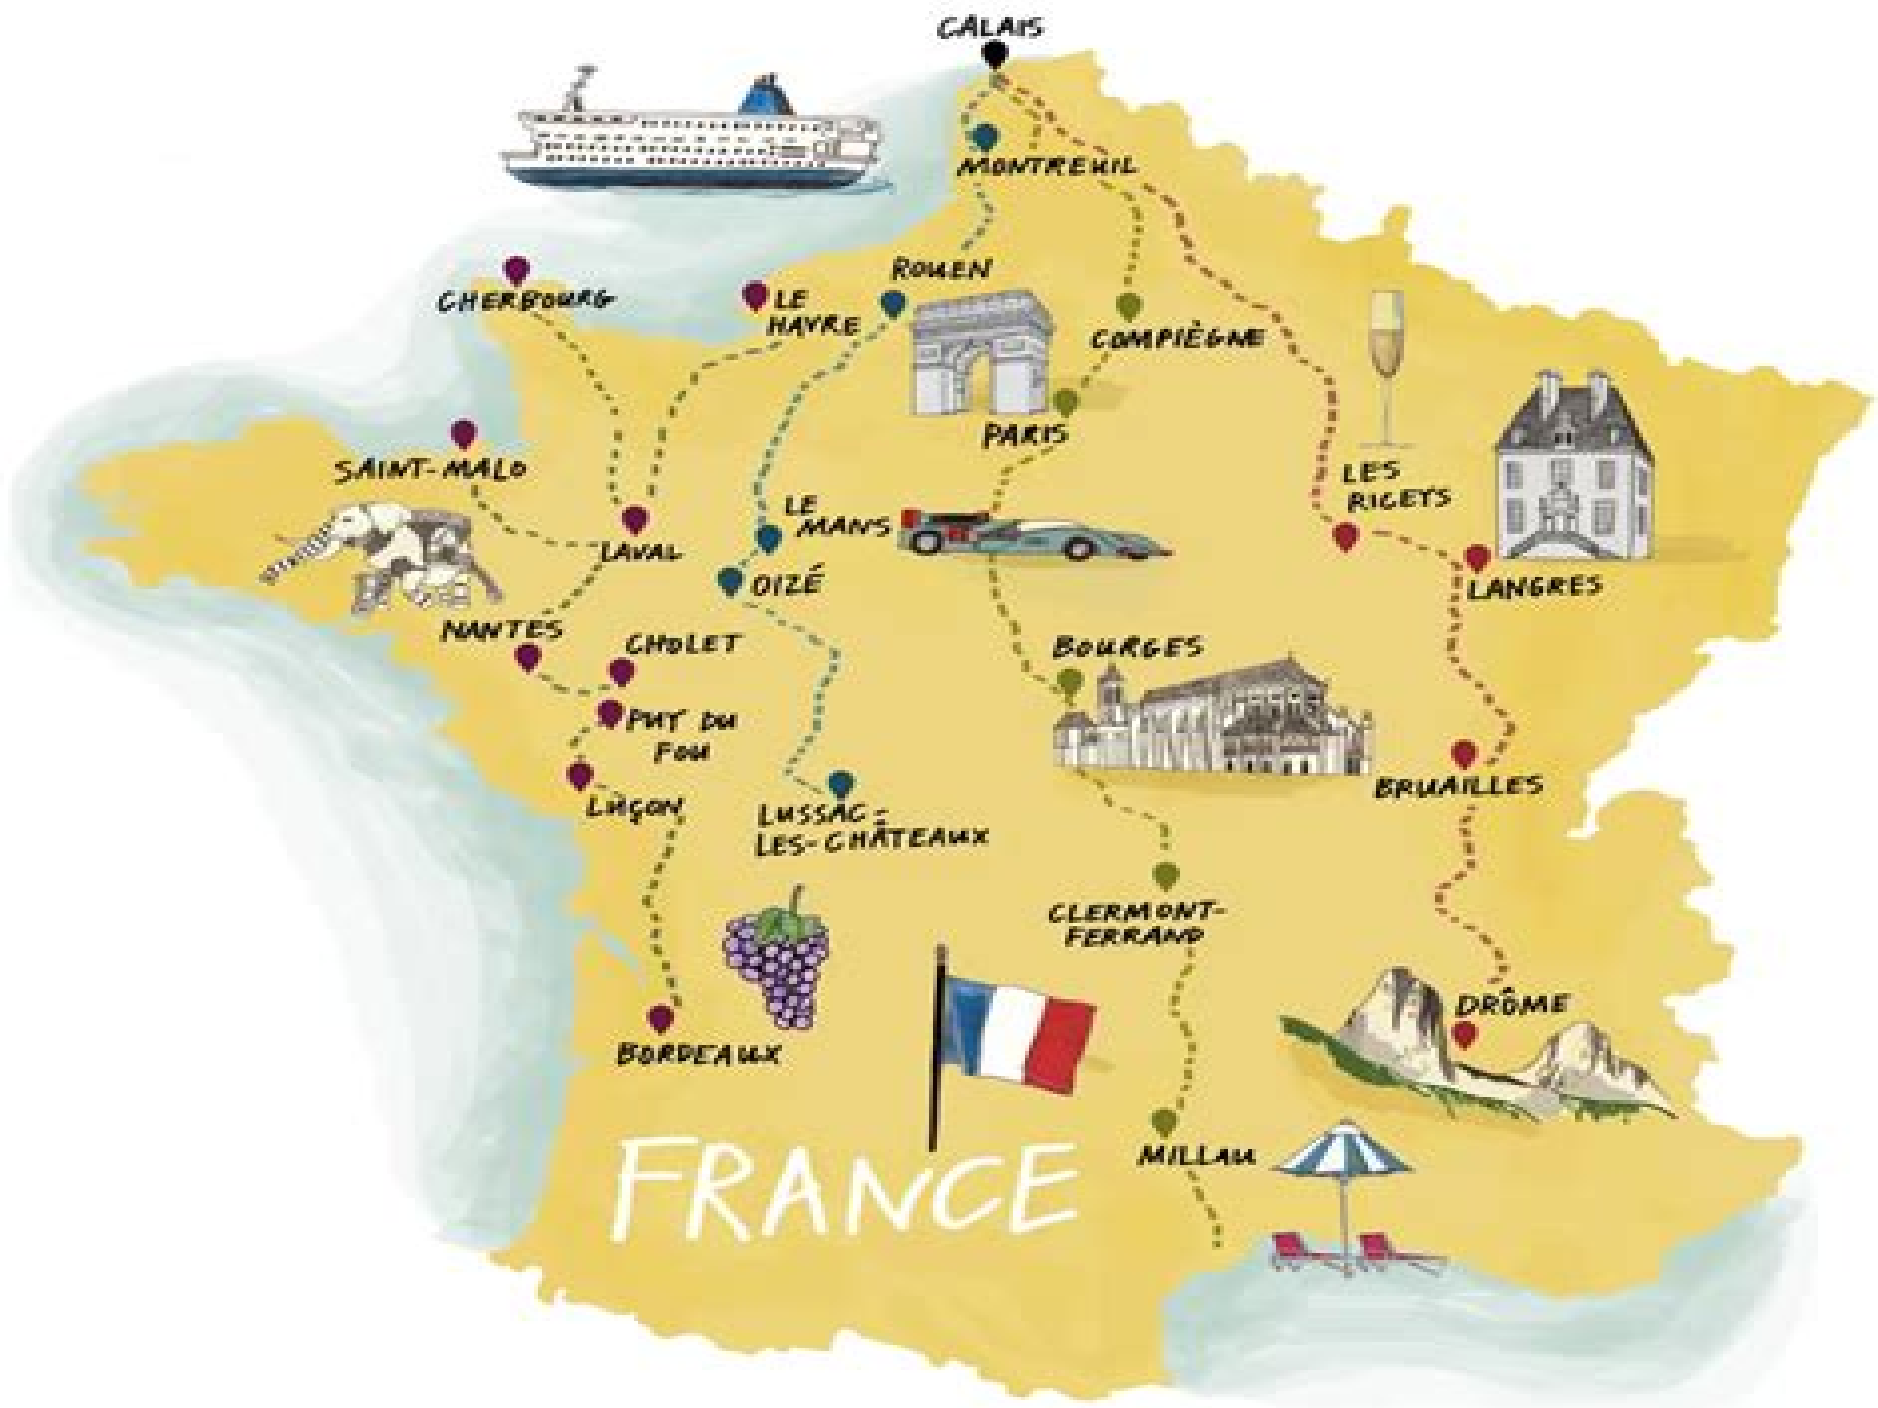 CALAIS
MONTREUIL
ROUEN
CHERBOURG
LE
HAVRE
COMPIÈGNE
PARIS
SAINT-MALO
LES
RICEYS
LE
MANS
LAVAL
OIZÉ
LANGRES
NANTES
CHOLET
BOURGES
PUY DU
FOU
BRUAILLES
LUÇON
LUSSAC-
LES-CHÂTEAUX
CLERMONT-
FERRAND
DRÔME
BORDEAUX
MILLAU
FRANCE